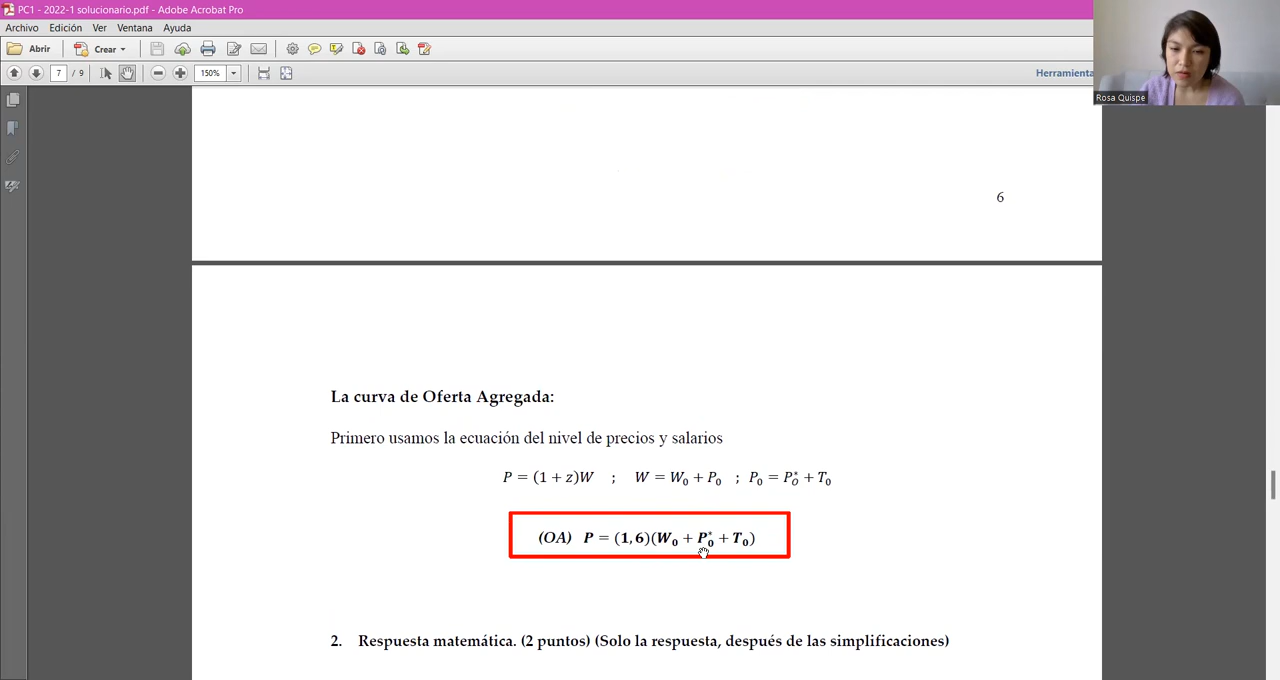 PC1 - 2022-1 solucionario.pdf - Adobe Acrobat Pro
Archivo Edición Ver Ventana Ayuda
Abrir Crear
7 / 9 150% Herramienta
Rosa Quispe
6
La curva de Oferta Agregada:
Primero usamos la ecuación del nivel de precios y salarios
P = (1 + z)W ; W = W₀ + P₀ ; P₀ = P₀* + T₀
(OA) P = (1,6)(W₀ + P₀* + T₀)
2. Respuesta matemática. (2 puntos) (Solo la respuesta, después de las simplificaciones)